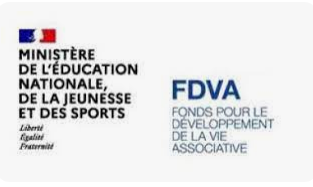 MINISTÈRE
DE L'ÉDUCATION
NATIONALE,
DE LA JEUNESSE
ET DES SPORTS
Liberté
Égalité
Fraternité
FDVA
FONDS POUR LE
DÉVELOPPEMENT
DE LA VIE
ASSOCIATIVE